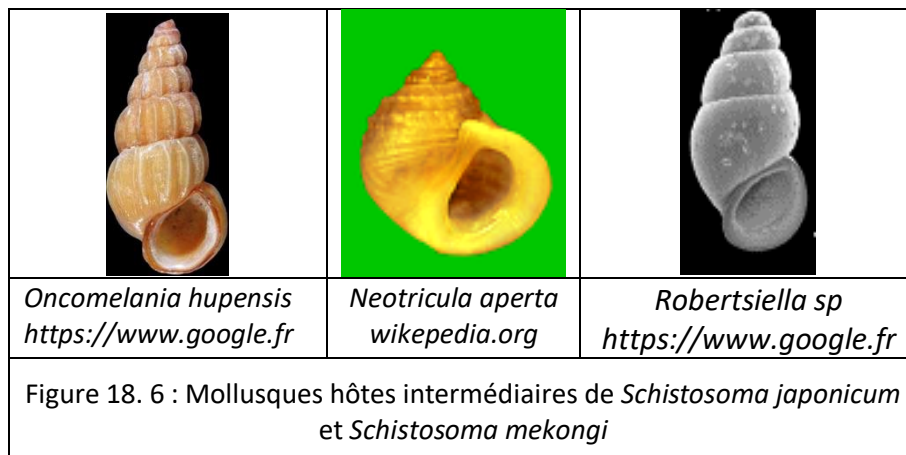 Oncomelania hupensis
https://www.google.fr
Neotricula aperta
wikepedia.org
Robertsiella sp
https://www.google.fr
Figure 18. 6 : Mollusques hôtes intermédiaires de Schistosoma japonicum
et Schistosoma mekongi